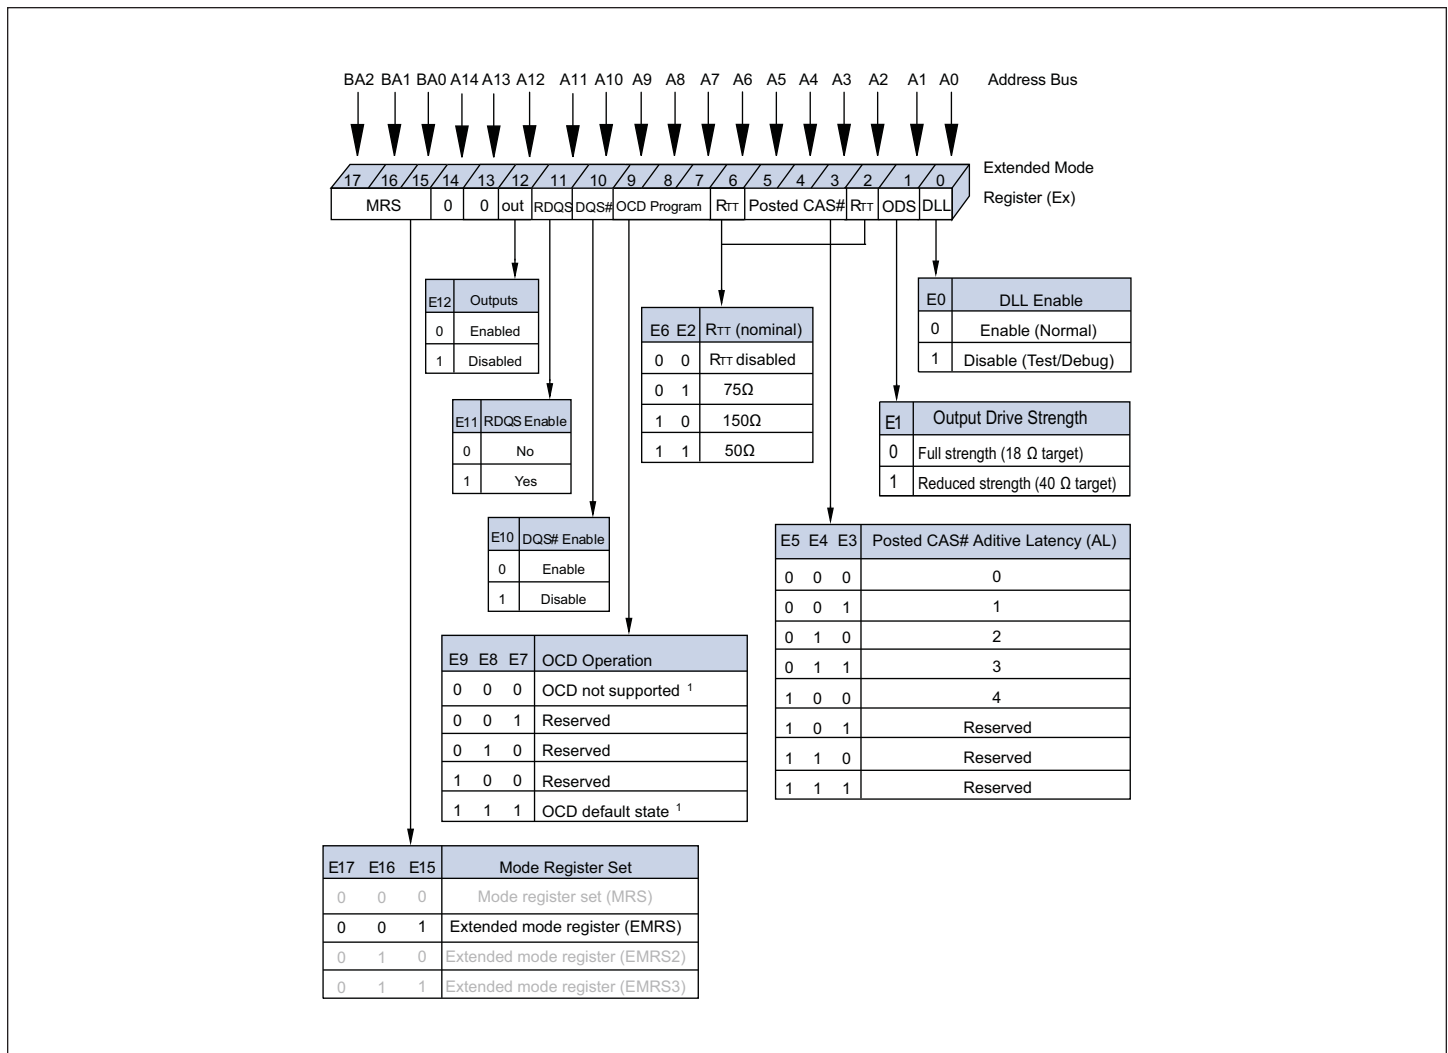 BA2 BA1 BA0 A14 A13 A12 A11 A10 A9 A8 A7 A6 A5 A4 A3 A2 A1 A0 Address Bus
17 16 15 14 13 12 11 10 9 8 7 6 5 4 3 2 1 0 Extended Mode
Register (Ex)
MRS 0 0 out RDQS DQS# OCD Program RTT Posted CAS# RTT ODS DLL
E12 Outputs
0 Enabled
1 Disabled
E0 DLL Enable
0 Enable (Normal)
1 Disable (Test/Debug)
E6 E2 RTT (nominal)
0 0 RTT disabled
0 1 75Ω
1 0 150Ω
1 1 50Ω
E11 RDQS Enable
0 No
1 Yes
E1 Output Drive Strength
0 Full strength (18 Ω target)
1 Reduced strength (40 Ω target)
E10 DQS# Enable
0 Enable
1 Disable
E5 E4 E3 Posted CAS# Aditive Latency (AL)
0 0 0 0
0 0 1 1
0 1 0 2
0 1 1 3
1 0 0 4
1 0 1 Reserved
1 1 0 Reserved
1 1 1 Reserved
E9 E8 E7 OCD Operation
0 0 0 OCD not supported 1
0 0 1 Reserved
0 1 0 Reserved
1 0 0 Reserved
1 1 1 OCD default state 1
E17 E16 E15 Mode Register Set
0 0 0 Mode register set (MRS)
0 0 1 Extended mode register (EMRS)
0 1 0 Extended mode register (EMRS2)
0 1 1 Extended mode register (EMRS3)